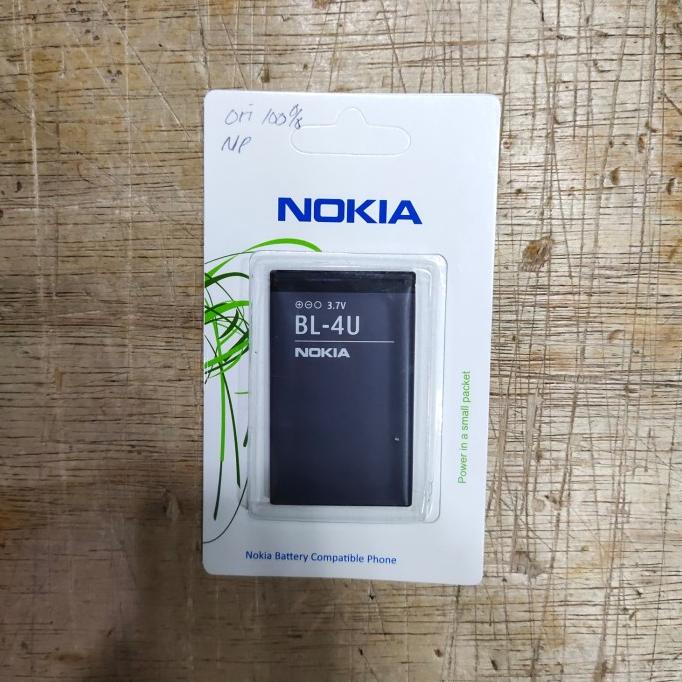 Ori 100%
NP
NOKIA
3.7V
BL-4U
NOKIA
Power in a small packet
Nokia Battery Compatible Phone